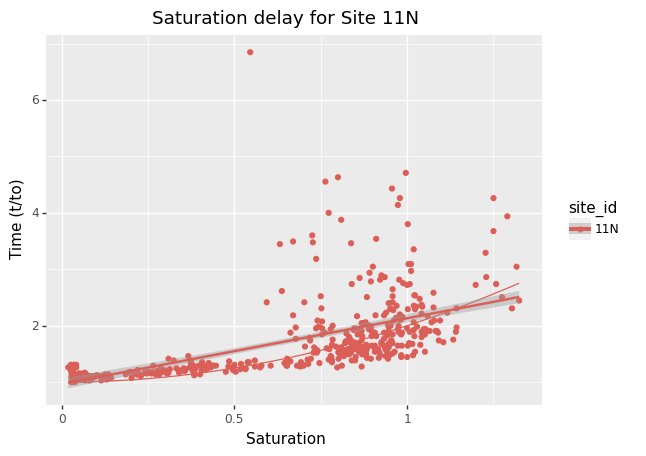 Saturation delay for Site 11N
6
4
2
Time (t/to)
0
0.5
1
Saturation
site_id
11N